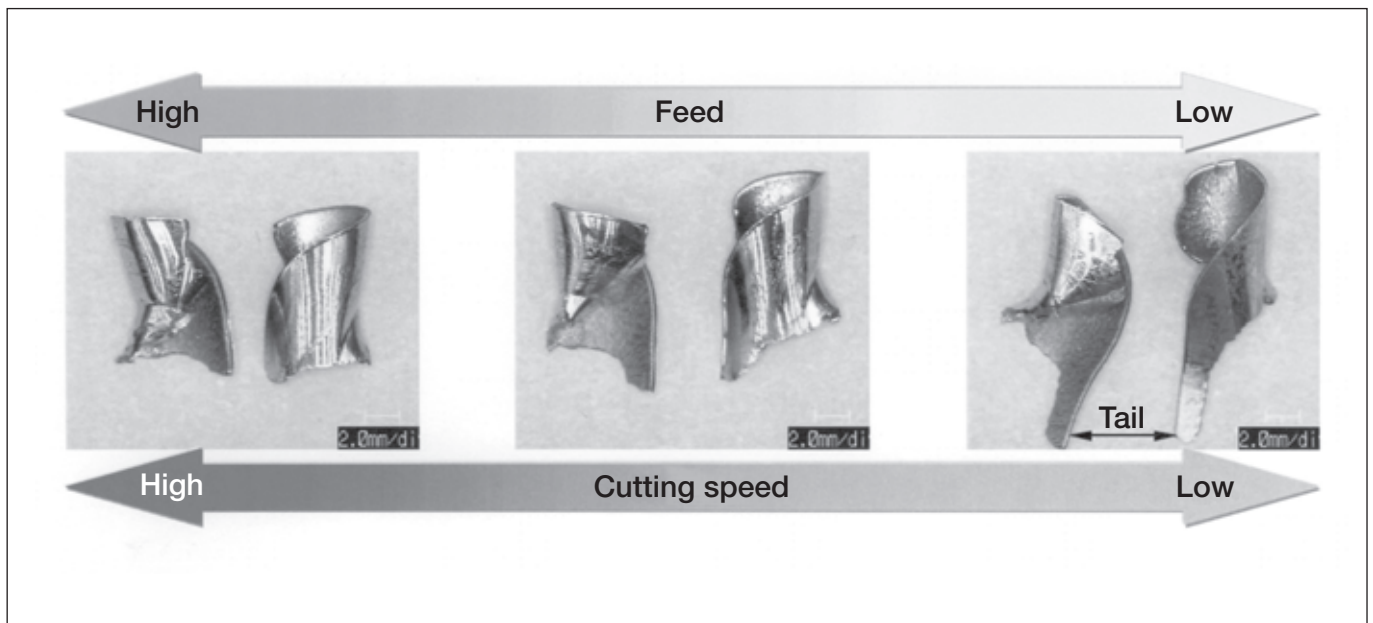 High Feed Low
2.0mm/di
2.0mm/di
2.0mm/di
Tail
High Cutting speed Low